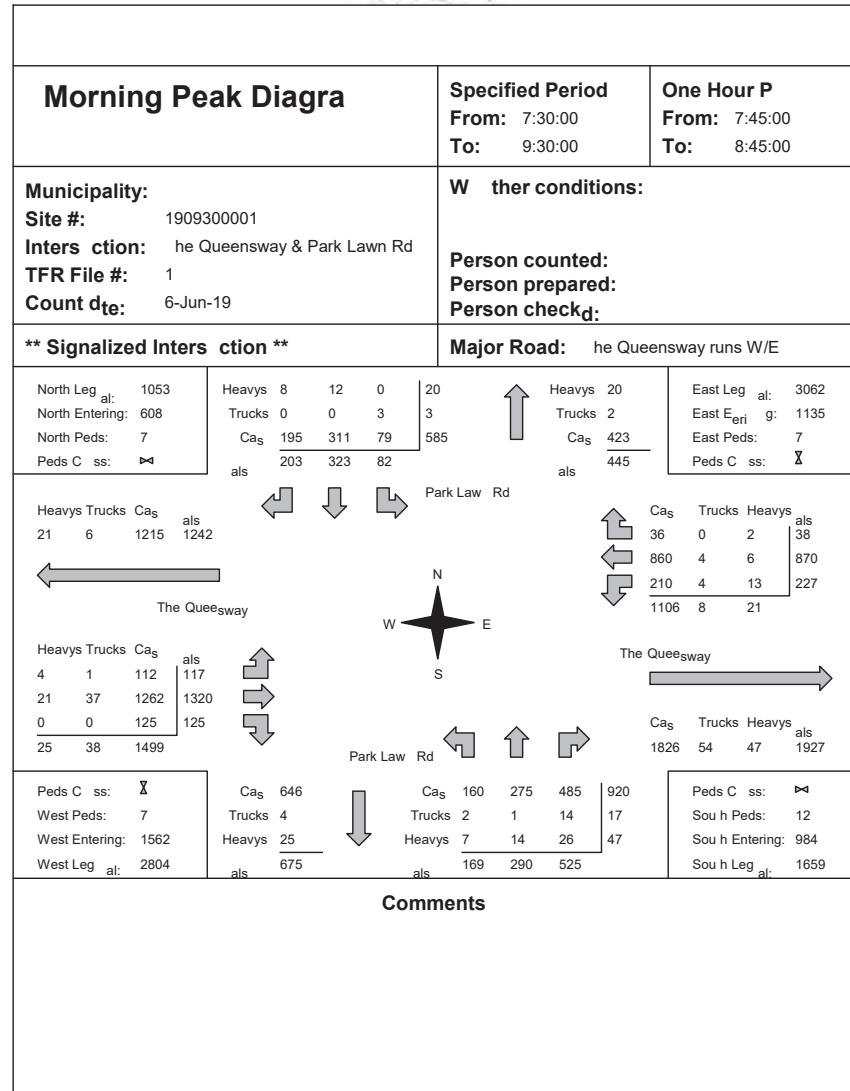 Morning Peak Diagra
Specified Period
From: 7:30:00
To: 9:30:00
One Hour P
From: 7:45:00
To: 8:45:00
Municipality:
Site #: 1909300001
Inters ction: he Queensway & Park Lawn Rd
TFR File #: 1
Count dte: 6-Jun-19
W ther conditions:
Person counted:
Person prepared:
Person checkd:
** Signalized Inters ction **
Major Road: he Queensway runs W/E
North Leg al: 1053
North Entering: 608
North Peds: 7
Peds C ss:
Heavys 8 12 0 20
Trucks 0 0 3 3
Cas 195 311 79 585
als 203 323 82
Heavys 20
Trucks 2
Cas 423
als 445
East Leg al: 3062
East Eeri g: 1135
East Peds: 7
Peds C ss:
Park Law Rd
Heavys Trucks Cas als
21 6 1215 1242
The Queesway
Cas Trucks Heavys als
36 0 2 38
860 4 6 870
210 4 13 227
1106 8 21
N
W E
S
Heavys Trucks Cas als
4 1 112 117
21 37 1262 1320
0 0 125 125
25 38 1499
The Queesway
Cas Trucks Heavys als
1826 54 47 1927
Park Law Rd
Peds C ss:
West Peds: 7
West Entering: 1562
West Leg al: 2804
Cas 646
Trucks 4
Heavys 25
als 675
Cas 160 275 485 920
Trucks 2 1 14 17
Heavys 7 14 26 47
als 169 290 525
Peds C ss:
Sou h Peds: 12
Sou h Entering: 984
Sou h Leg al: 1659
Comments